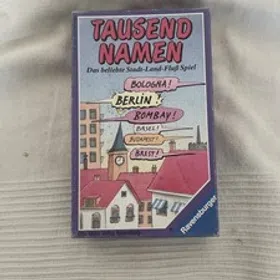 TAUSEND
NAMEN
Das beliebte Stadt-Land-Fluß-Spiel
BOLOGNA!
BERLIN!
BOMBAY!
BASEL!
BUDAPEST!
BREST!
Ravensburger